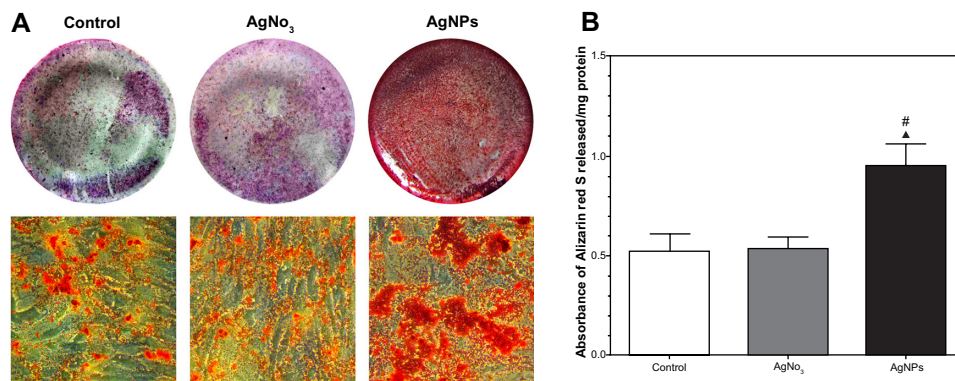 A
Control
AgNo₃
AgNPs
B
Absorbance of Alizarin red S released/mg protein
1.5
1.0
0.5
0.0
#
▲
Control
AgNo₃
AgNPs